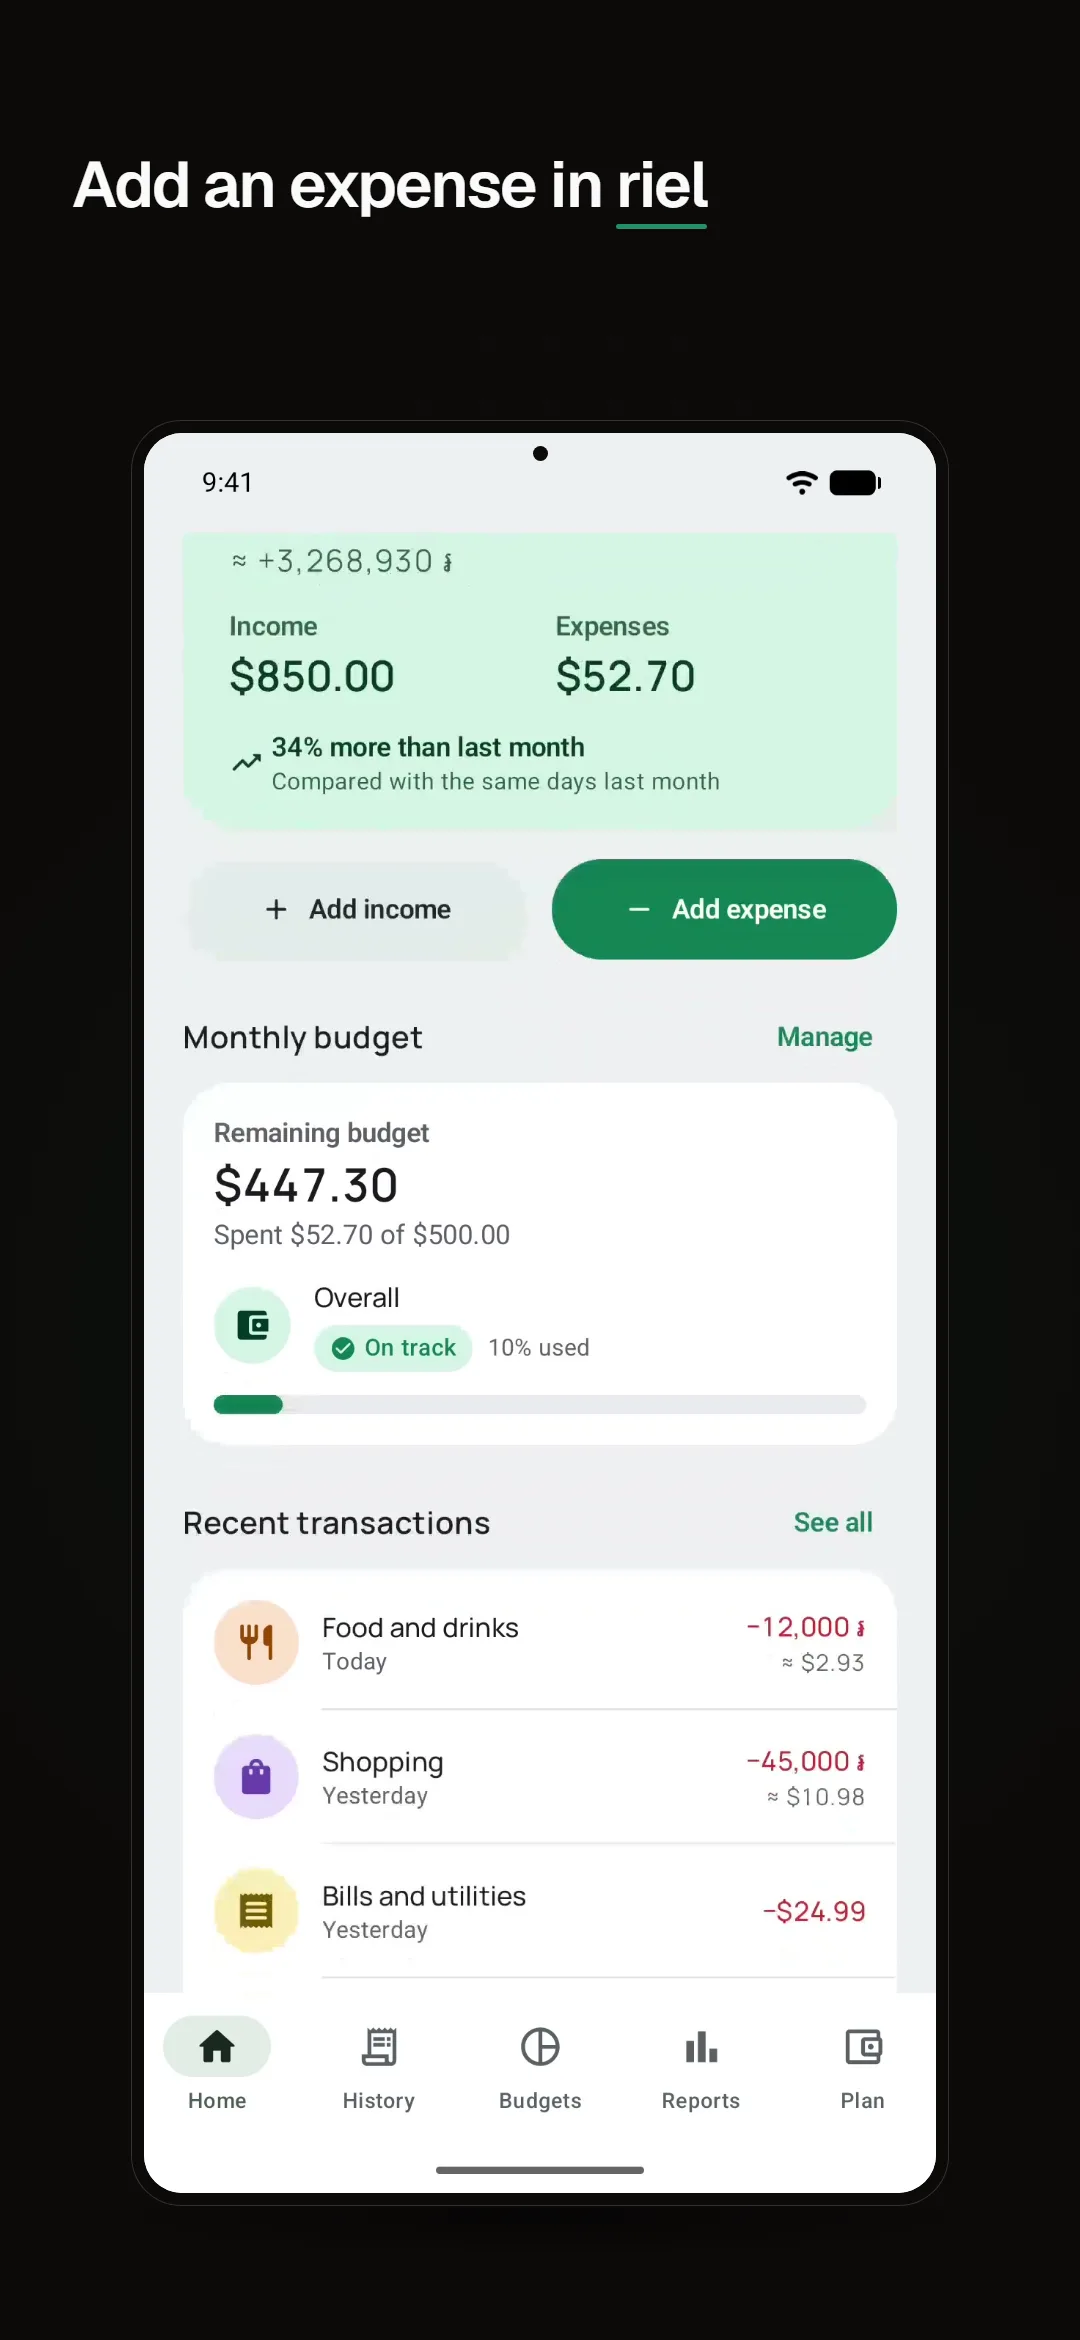 Add an expense in riel
9:41
≈ +3,268,930 ៛
Income
Expenses
$850.00
$52.70
34% more than last month
Compared with the same days last month
+ Add income
− Add expense
Monthly budget
Manage
Remaining budget
$447.30
Spent $52.70 of $500.00
Overall
On track
10% used
Recent transactions
See all
Food and drinks
−12,000 ៛
Today
≈ $2.93
Shopping
−45,000 ៛
Yesterday
≈ $10.98
Bills and utilities
−$24.99
Yesterday
Home
History
Budgets
Reports
Plan